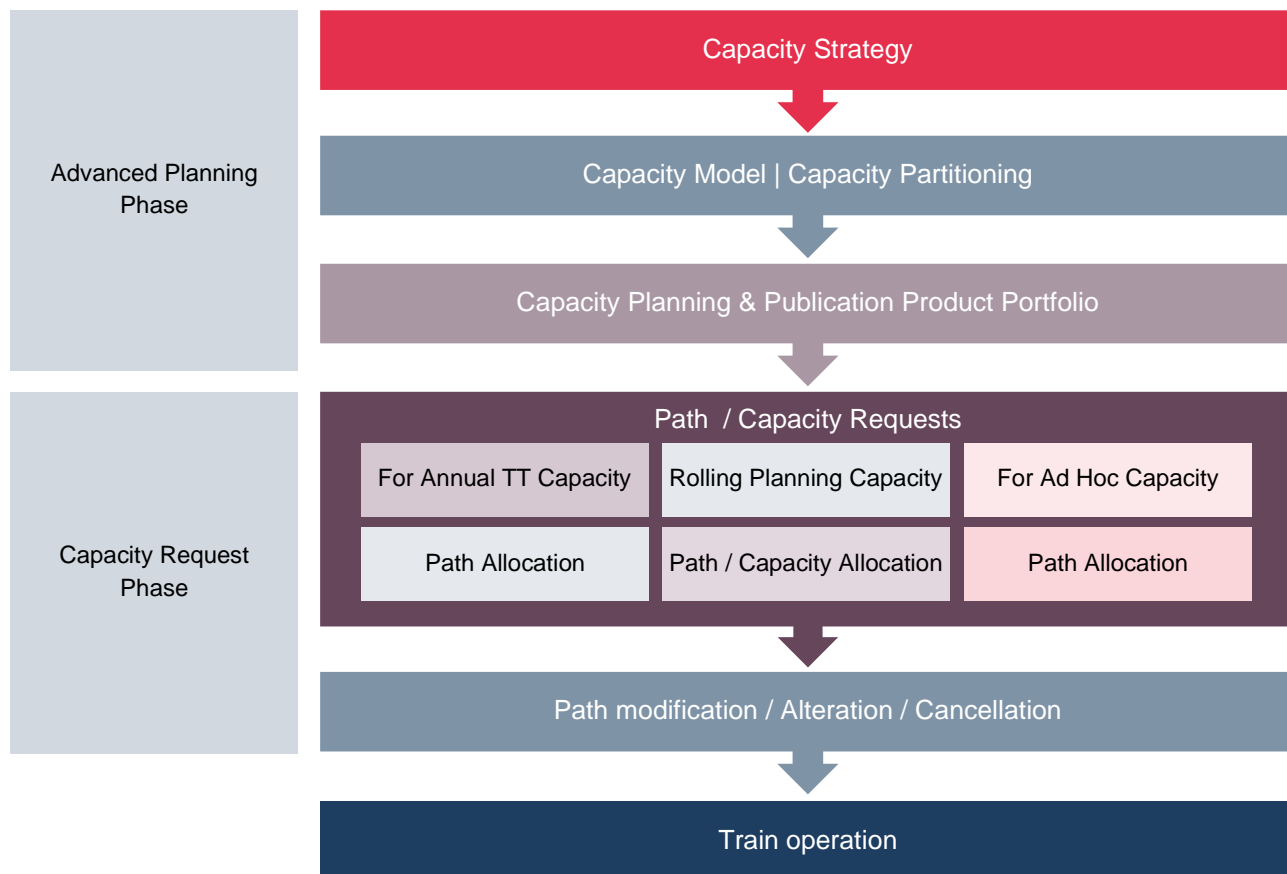 Capacity Strategy
Advanced Planning
Phase
Capacity Model | Capacity Partitioning
Capacity Planning & Publication Product Portfolio
Capacity Request
Phase
Path / Capacity Requests
For Annual TT Capacity
Rolling Planning Capacity
For Ad Hoc Capacity
Path Allocation
Path / Capacity Allocation
Path Allocation
Path modification / Alteration / Cancellation
Train operation